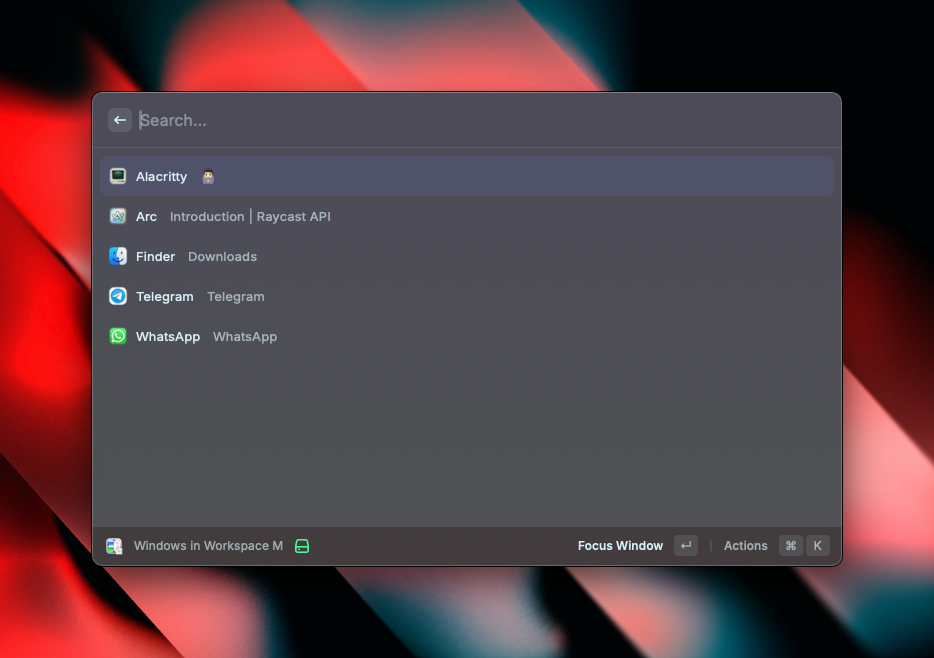 Search...
Alacritty 👨🏻‍💻
Arc Introduction | Raycast API
Finder Downloads
Telegram Telegram
WhatsApp WhatsApp
Windows in Workspace M Focus Window ↵ | Actions ⌘ K